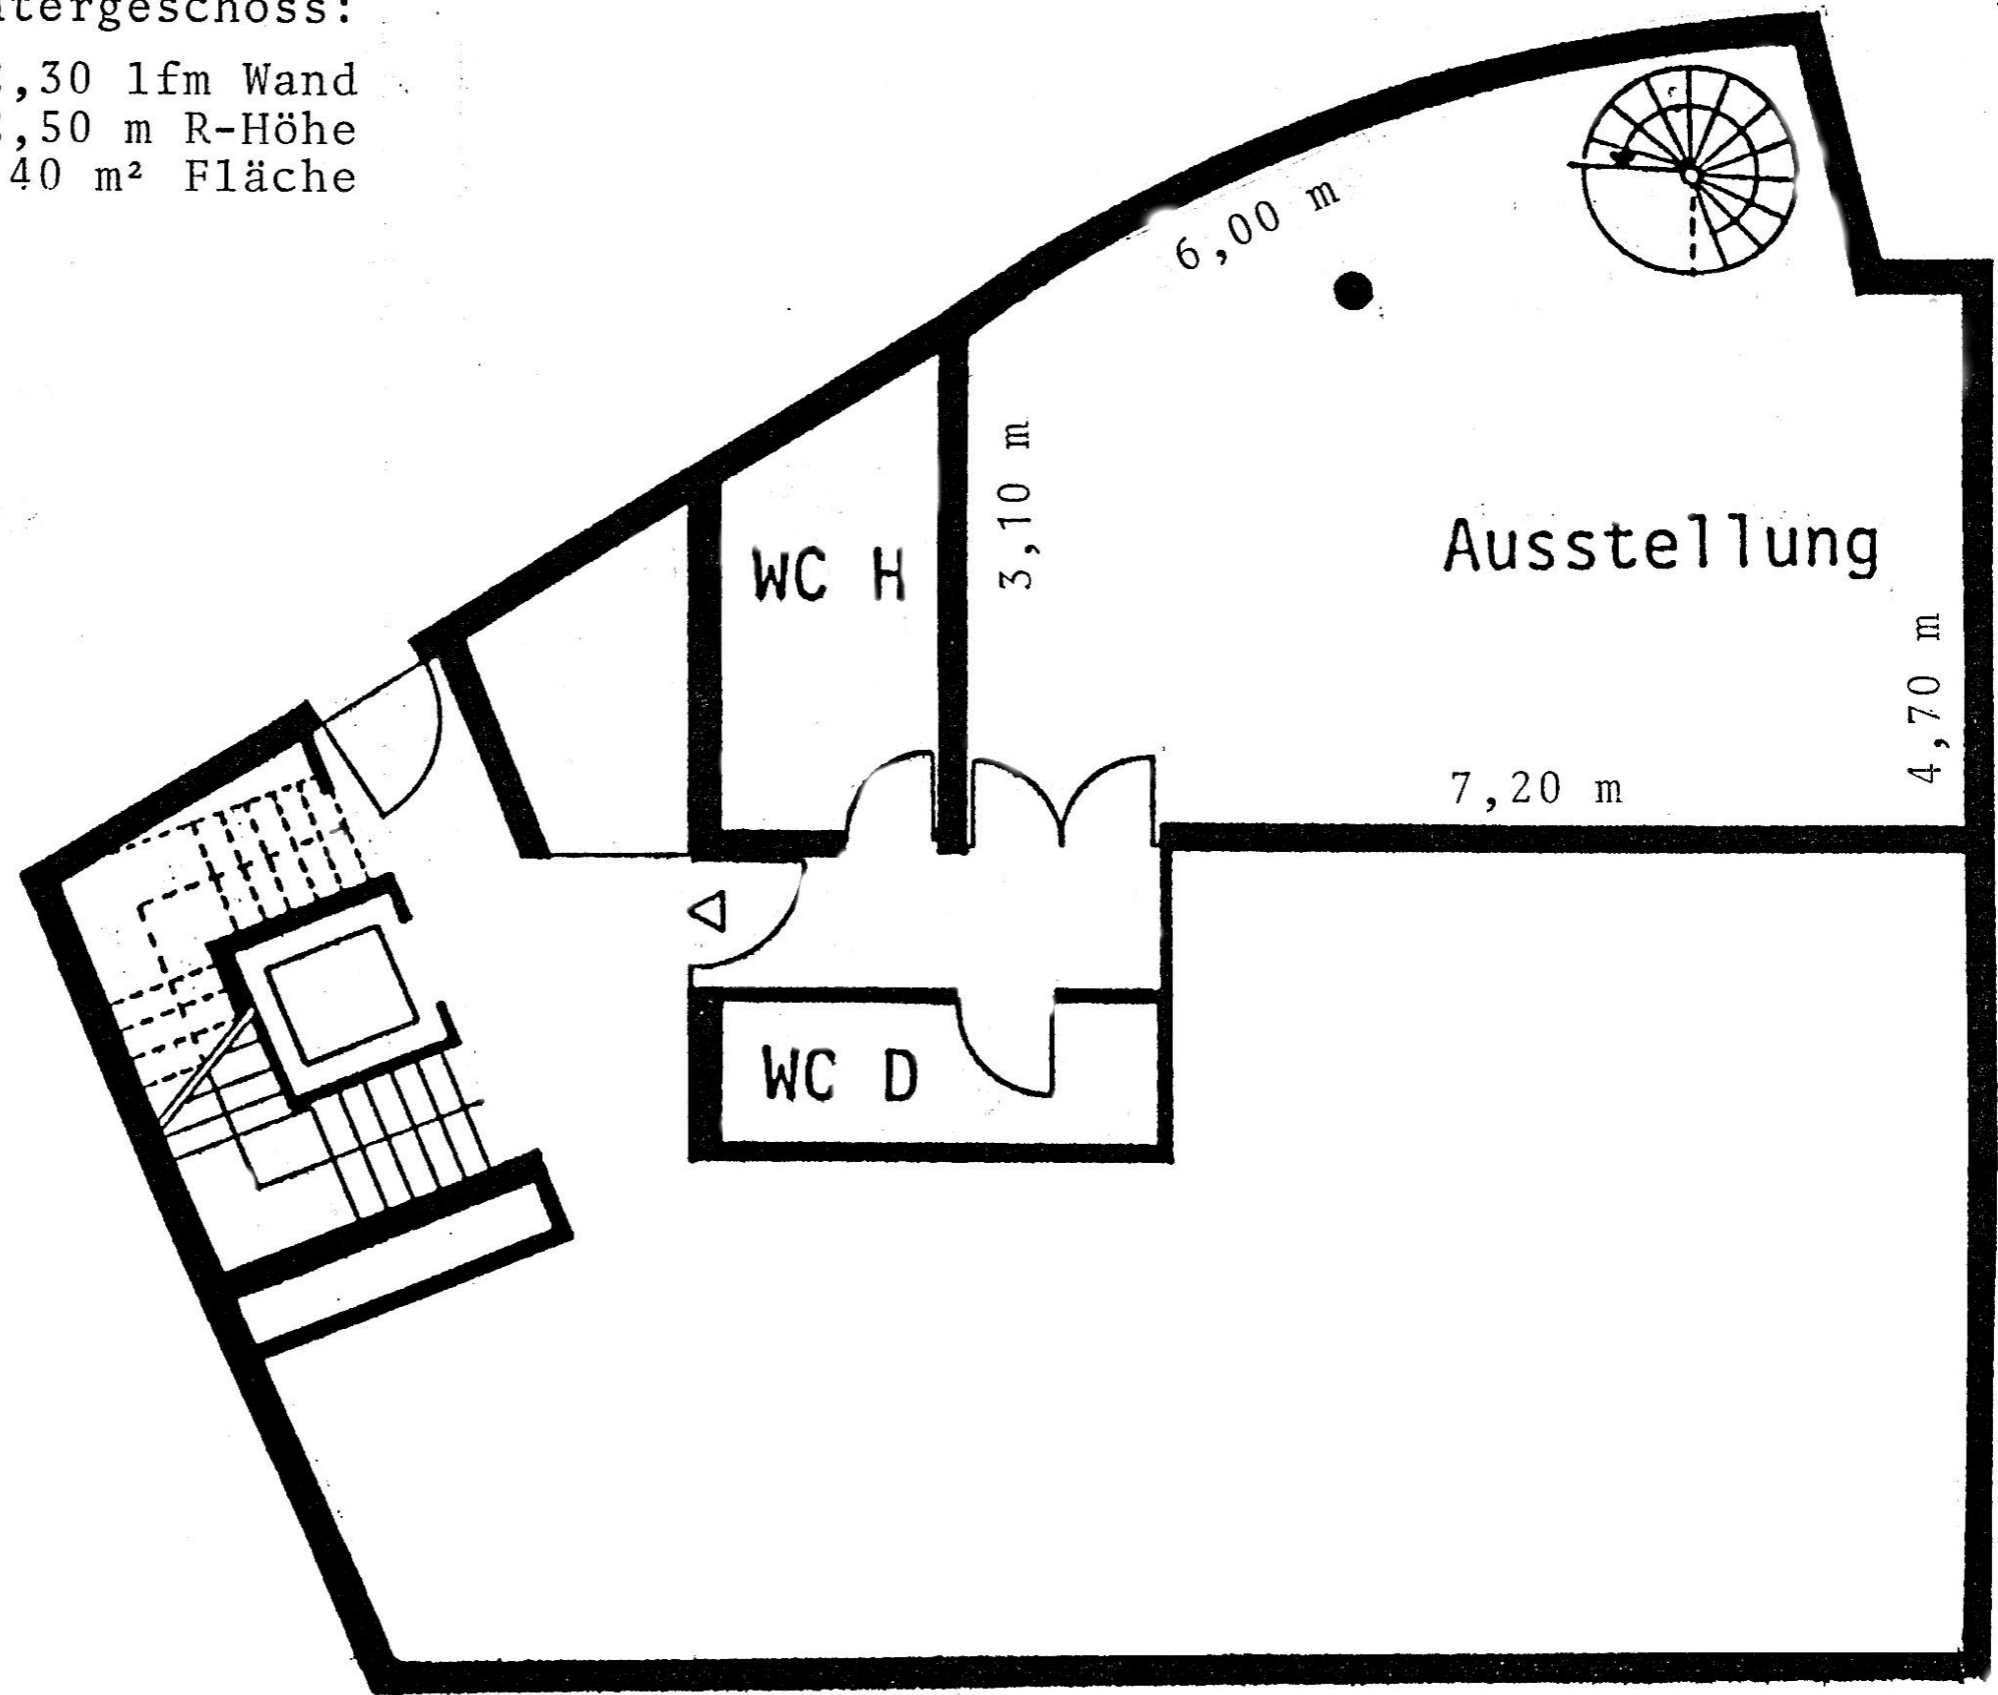 tergeschoss:
,30 lfm Wand
,50 m R-Höhe
40 m² Fläche
6,00 m
3,10 m
WC H
Ausstellung
4,70 m
7,20 m
WC D